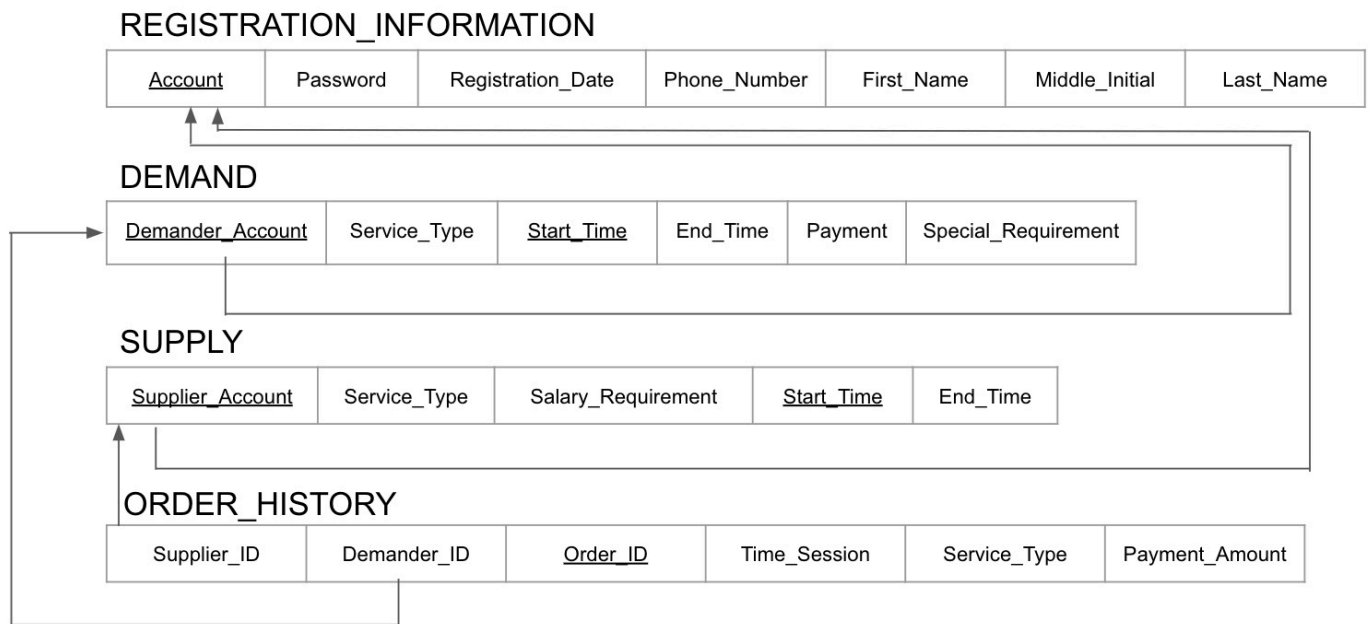 REGISTRATION_INFORMATION
Account Password Registration_Date Phone_Number First_Name Middle_Initial Last_Name
DEMAND
Demander_Account Service_Type Start_Time End_Time Payment Special_Requirement
SUPPLY
Supplier_Account Service_Type Salary_Requirement Start_Time End_Time
ORDER_HISTORY
Supplier_ID Demander_ID Order_ID Time_Session Service_Type Payment_Amount